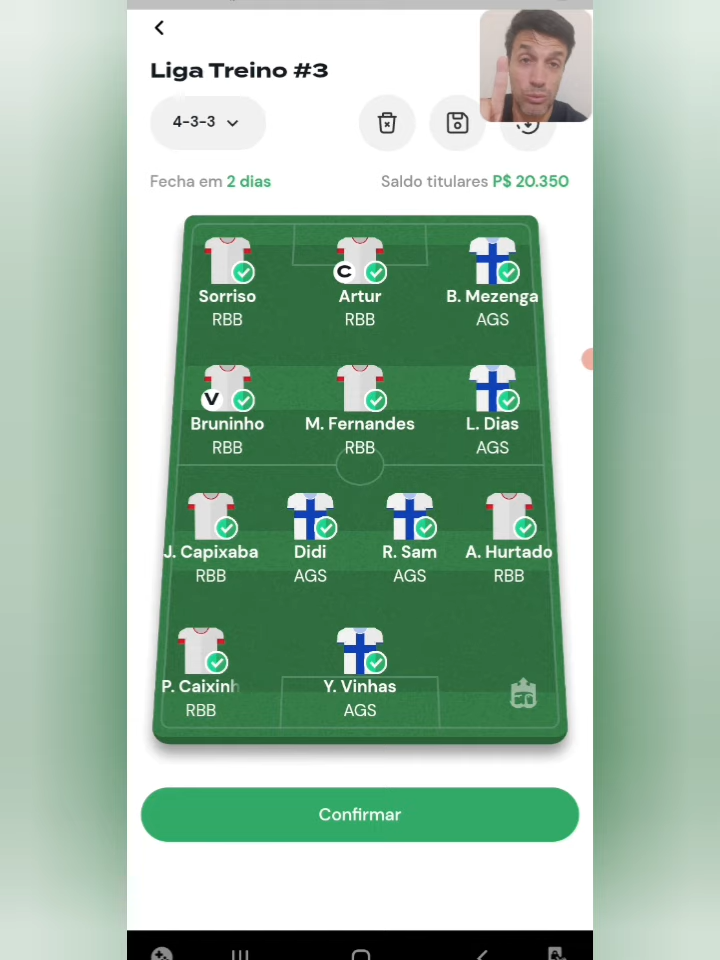 Liga Treino #3
4-3-3
Fecha em 2 dias
Saldo titulares P$ 20.350
Sorriso
RBB
C
Artur
RBB
B. Mezenga
AGS
V
Bruninho
RBB
M. Fernandes
RBB
L. Dias
AGS
J. Capixaba
RBB
Didi
AGS
R. Sam
AGS
A. Hurtado
RBB
P. Caixinh
RBB
Y. Vinhas
AGS
Confirmar